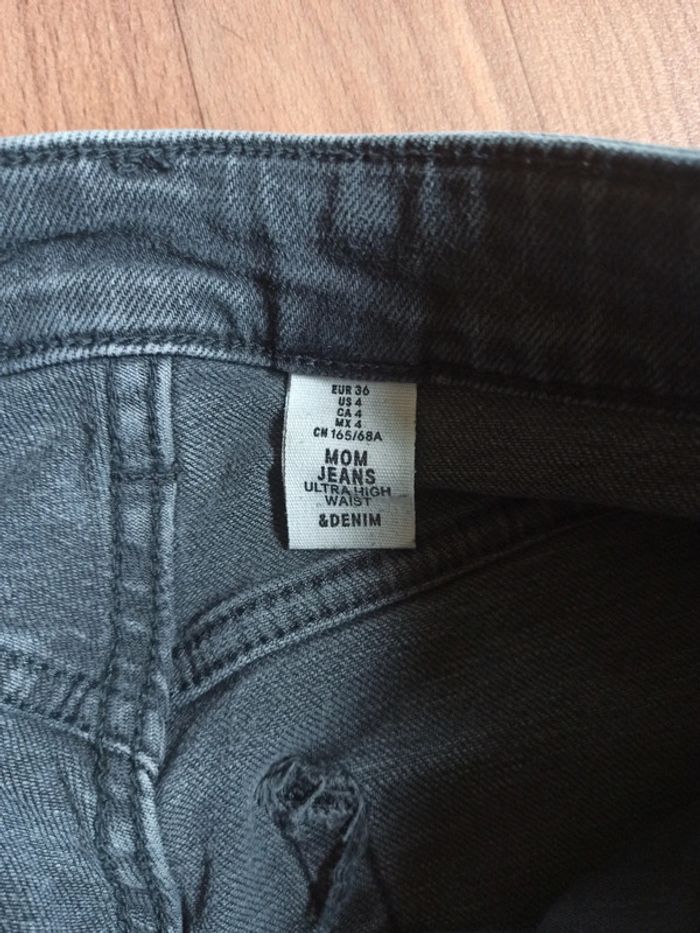 EUR 36
US 4
CA 4
MX 4
CN 165/68A
MOM
JEANS
ULTRA HIGH
WAIST
&DENIM